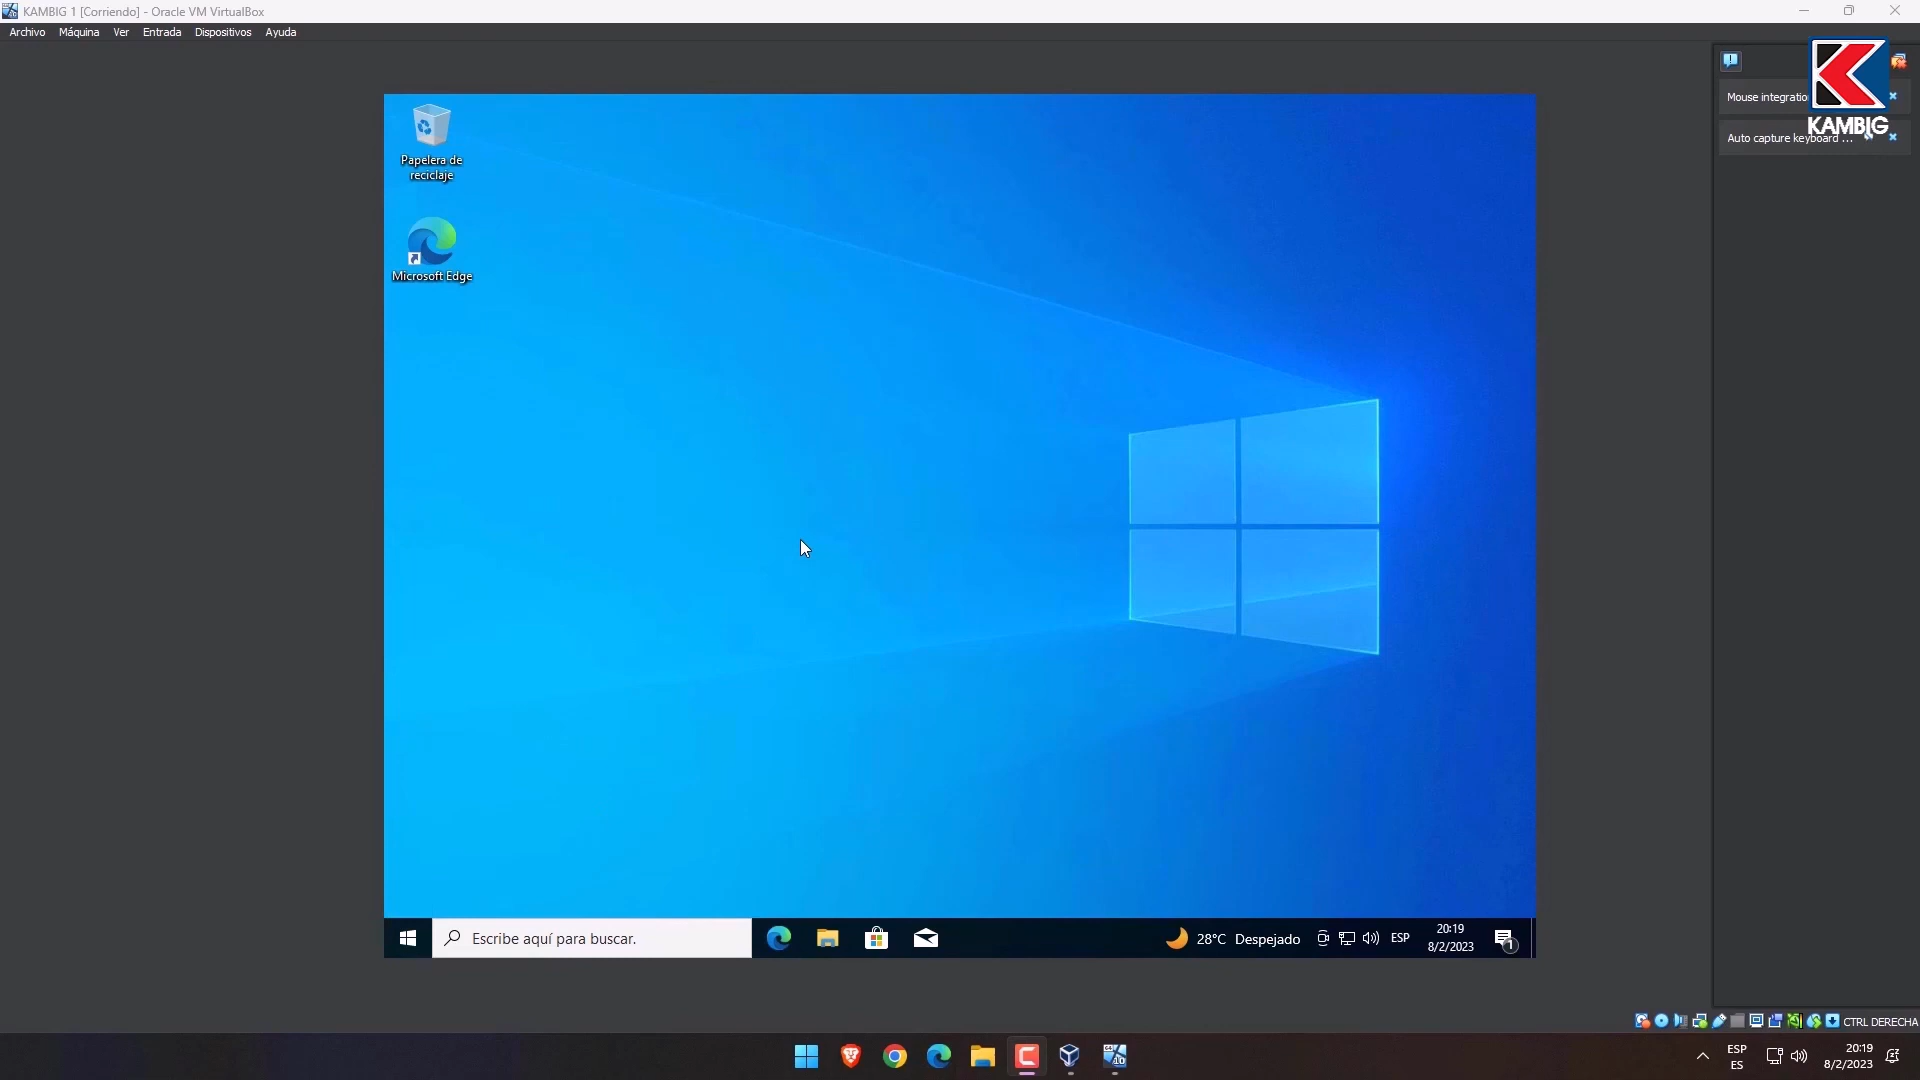 KAMBIG 1 [Corriendo] - Oracle VM VirtualBox
Archivo Máquina Ver Entrada Dispositivos Ayuda
KAMBIG
Mouse integratio
Auto capture keyboard ...
Papelera de
reciclaje
Microsoft Edge
Escribe aquí para buscar.
28°C Despejado
ESP
20:19
8/2/2023
1
CTRL DERECHA
10
ESP
ES
20:19
8/2/2023